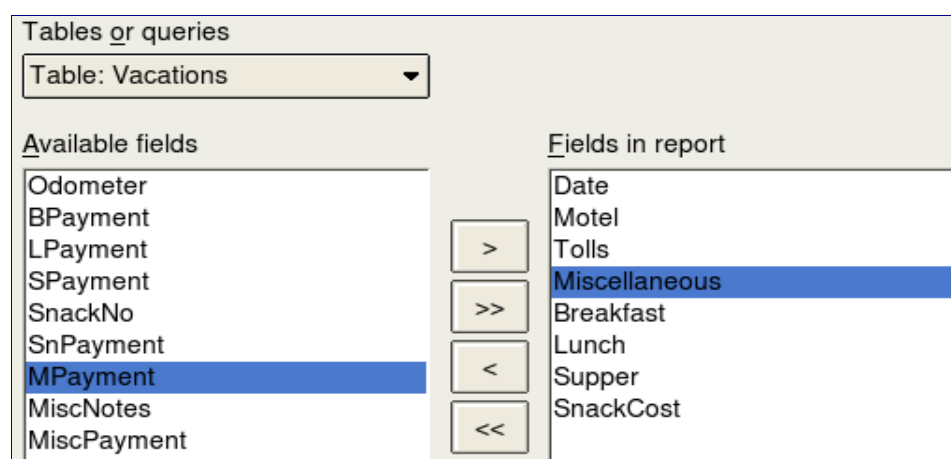 Tables or queries
Table: Vacations
Available fields
Odometer
BPayment
LPayment
SPayment
SnackNo
SnPayment
MPayment
MiscNotes
MiscPayment
>
>>
<
<<
Fields in report
Date
Motel
Tolls
Miscellaneous
Breakfast
Lunch
Supper
SnackCost